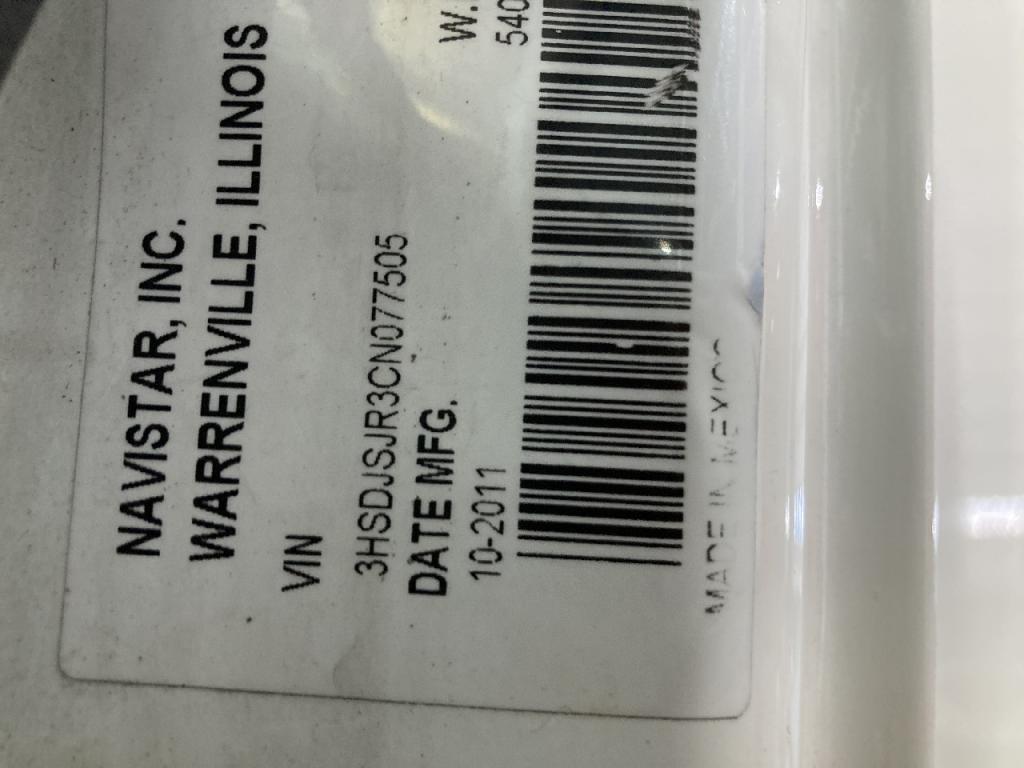 NAVISTAR, INC.
WARRENVILLE, ILLINOIS
VIN
3HSDJSJR3CN077505
DATE MFG.
10-2011
W.
540
MADE IN MEXICO